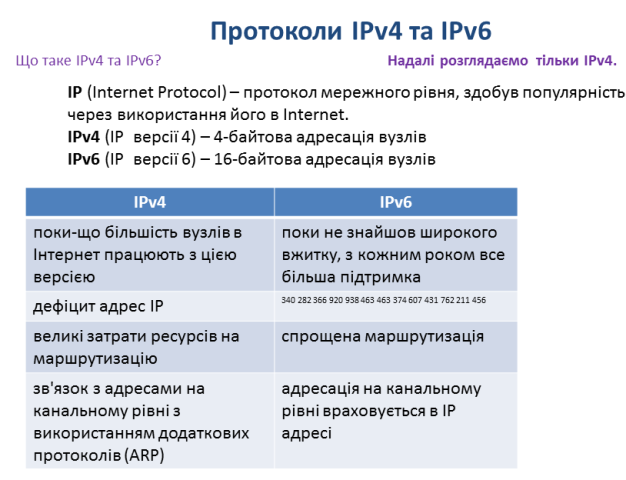 Протоколи IPv4 та IPv6
Що таке IPv4 та IPv6?
Надалі розглядаємо тільки IPv4.
IP (Internet Protocol) – протокол мережного рівня, здобув популярність
через використання його в Internet.
IPv4 (IP версії 4) – 4-байтова адресація вузлів
IPv6 (IP версії 6) – 16-байтова адресація вузлів
IPv4
IPv6
поки-що більшість вузлів в
Інтернет працюють з цією
версією
поки не знайшов широкого
вжитку, з кожним роком все
більша підтримка
дефіцит адрес IP
340 282 366 920 938 463 463 374 607 431 762 211 456
великі затрати ресурсів на
маршрутизацію
спрощена маршрутизація
зв'язок з адресами на
канальному рівні з
використанням додаткових
протоколів (ARP)
адресація на канальному
рівні враховується в IP
адресі